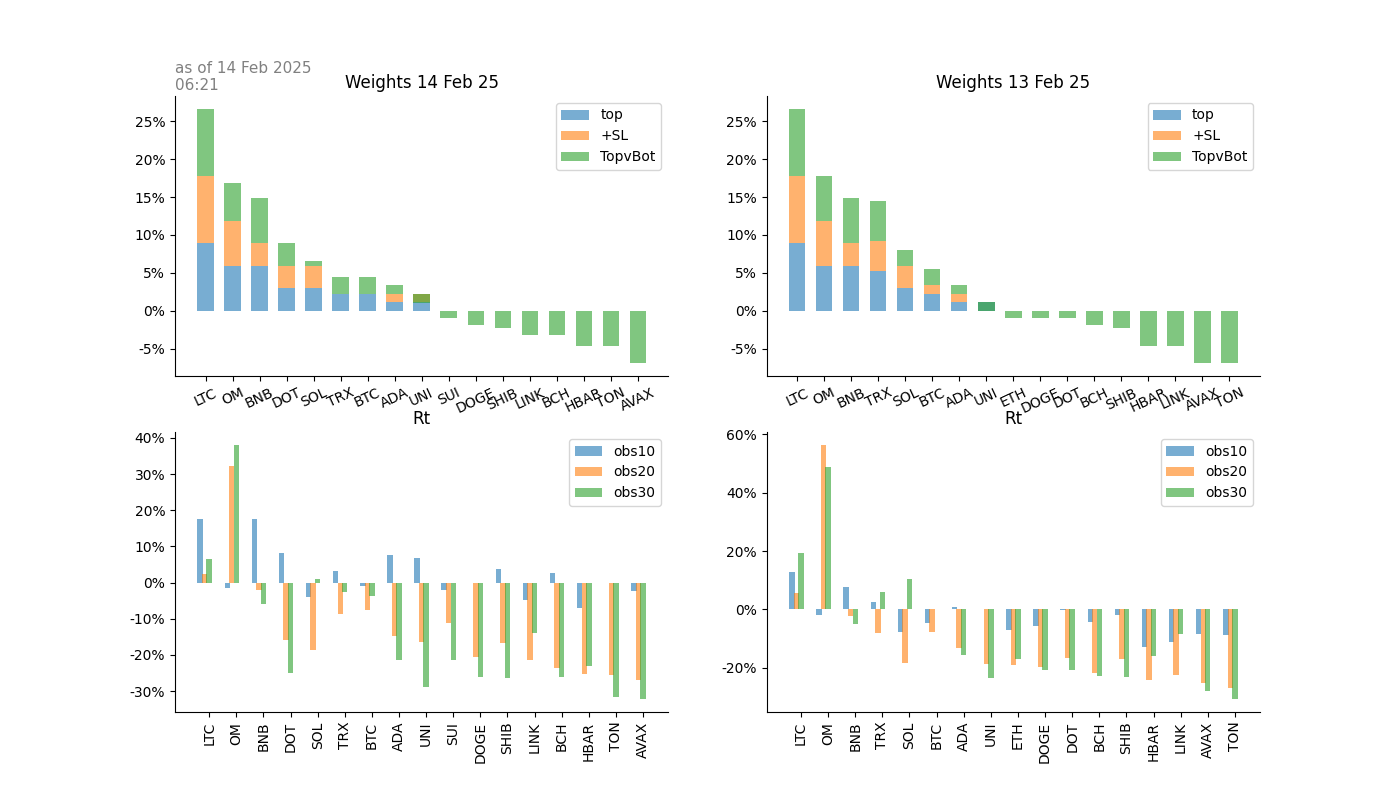 as of 14 Feb 2025
06:21
Weights 14 Feb 25
25%
20%
15%
10%
5%
0%
-5%
top
+SL
TopvBot
LTC OM BNB DOT SOL TRX BTC ADA UNI SUI DOGE SHIB LINK BCH HBAR TON AVAX
Weights 13 Feb 25
25%
20%
15%
10%
5%
0%
-5%
top
+SL
TopvBot
LTC OM BNB TRX SOL BTC ADA UNI ETH DOGE DOT BCH SHIB HBAR LINK AVAX TON
Rt
40%
30%
20%
10%
0%
-10%
-20%
-30%
obs10
obs20
obs30
LTC OM BNB DOT SOL TRX BTC ADA UNI SUI DOGE SHIB LINK BCH HBAR TON AVAX
Rt
60%
40%
20%
0%
-20%
obs10
obs20
obs30
LTC OM BNB TRX SOL BTC ADA UNI ETH DOGE DOT BCH SHIB HBAR LINK AVAX TON